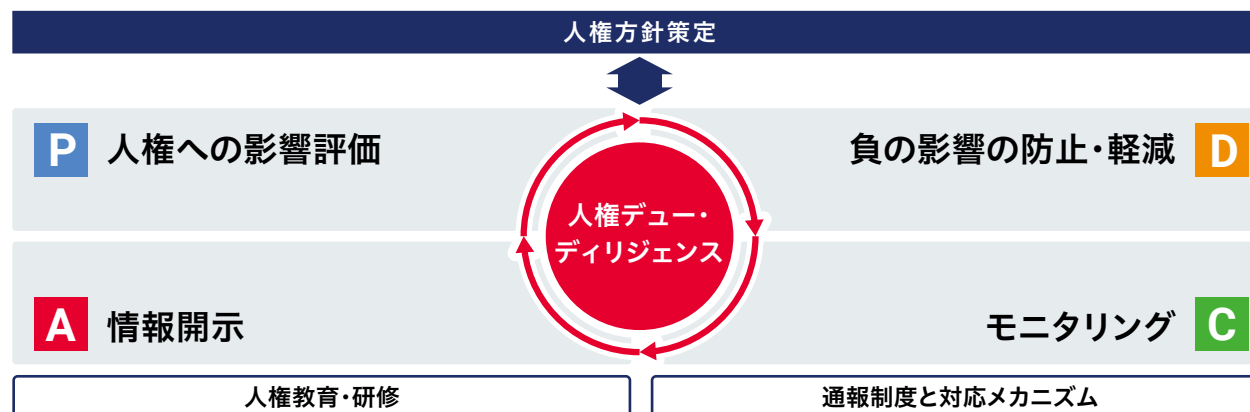 人権方針策定
P 人権への影響評価
負の影響の防止・軽減 D
人権デュー・
ディリジェンス
A 情報開示
モニタリング C
人権教育・研修
通報制度と対応メカニズム